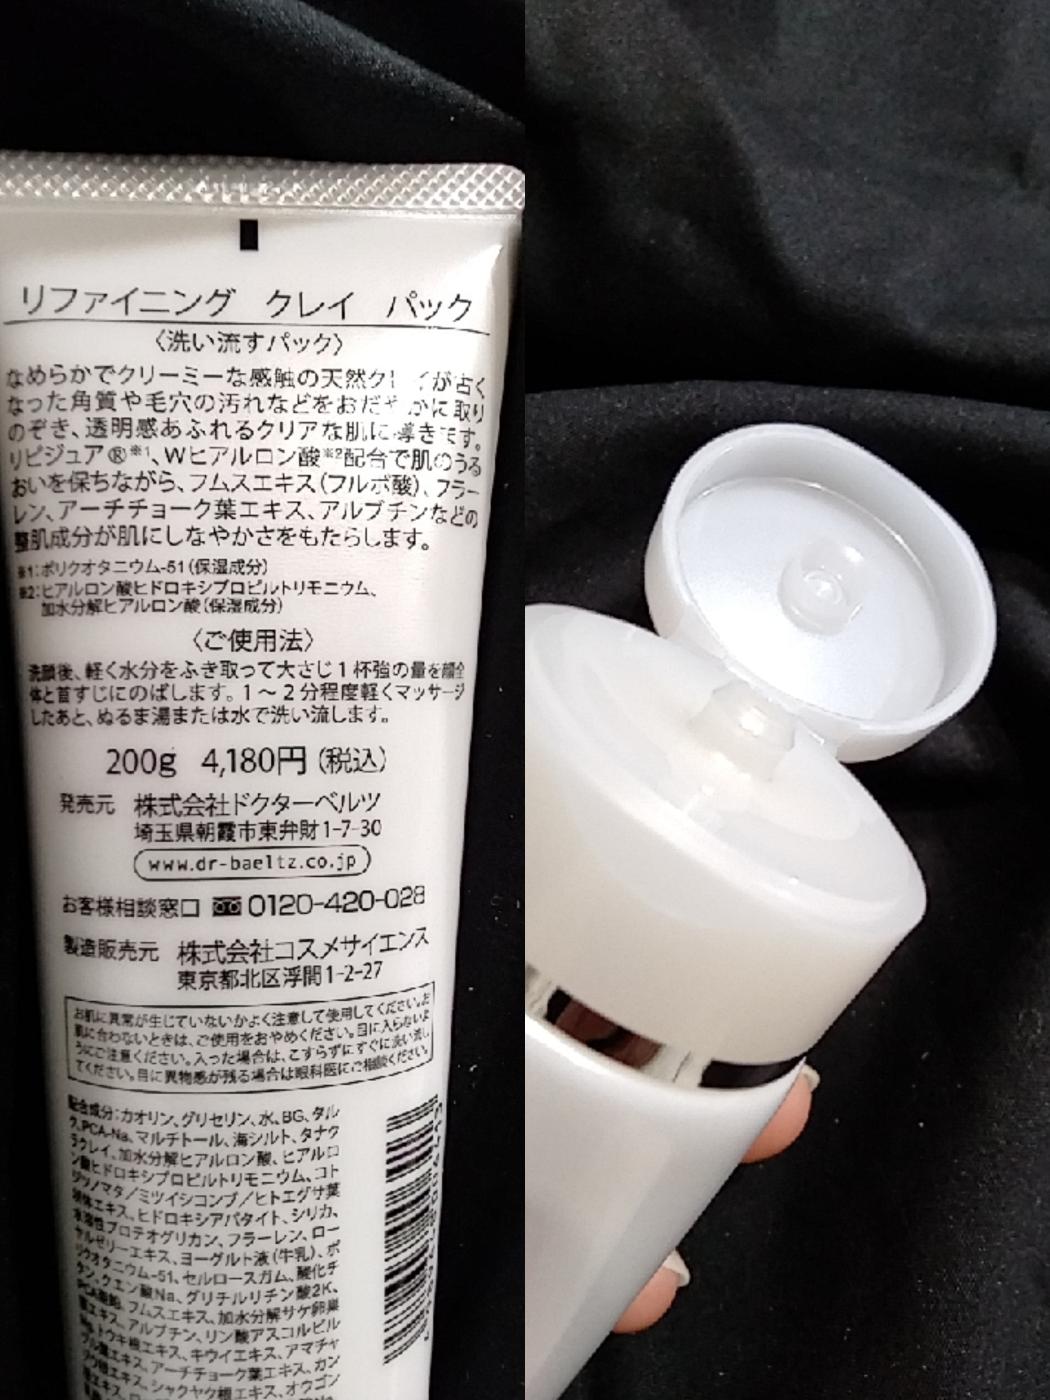 リファイニング クレイ パック
〈洗い流すパック〉
なめらかでクリーミーな感触の天然クレイが古く
なった角質や毛穴の汚れなどをおだやかに取り
のぞき、透明感あふれるクリアな肌に導きます。
リピジュア®※1、Wヒアルロン酸※2配合で肌のうる
おいを保ちながら、フムスエキス(フルボ酸)、フラー
レン、アーチチョーク葉エキス、アルブチンなどの
整肌成分が肌にしなやかさをもたらします。
※1：ポリクオタニウム-51(保湿成分)
※2：ヒアルロン酸ヒドロキシプロピルトリモニウム、
加水分解ヒアルロン酸(保湿成分)
〈ご使用法〉
洗顔後、軽く水分をふき取って大さじ1杯強の量を顔全
体と首すじにのばします。1～2分程度軽くマッサージ
したあと、ぬるま湯または水で洗い流します。
200g 4,180円(税込)
発売元 株式会社ドクターベルツ
埼玉県朝霞市東弁財1-7-30
www.dr-baeltz.co.jp
お客様相談窓口 0120-420-028
製造販売元 株式会社コスメサイエンス
東京都北区浮間1-2-27
お肌に異常が生じていないかよく注意して使用してください。お
肌に合わないときは、ご使用をおやめください。目に入らないよ
うにご注意ください。入った場合は、こすらずにすぐに洗い流し
てください。目に異物感が残る場合は眼科医にご相談ください。
配合成分：カオリン、グリセリン、水、BG、タル
ク、PCA-Na、マルチトール、海シルト、タナク
ラクレイ、加水分解ヒアルロン酸、ヒアルロ
ン酸ヒドロキシプロピルトリモニウム、コト
ジツノマタ／ミツイシコンブ／ヒトエグサ葉
状体エキス、ヒドロキシアパタイト、シリカ、
水溶性プロテオグリカン、フラーレン、ロー
ヤルゼリーエキス、ヨーグルト液(牛乳)、ポ
リクオタニウム-51、セルロースガム、酸化チ
タン、クエン酸Na、グリチルリチン酸2K、
フムスエキス、加水分解サケ卵巣
エキス、アルブチン、リン酸アスコルビル
トウキ根エキス、キウイエキス、アマチャ
ヅル葉エキス、アーチチョーク葉エキス、カン
ゾウ根エキス、シャクヤク根エキス、オウゴン